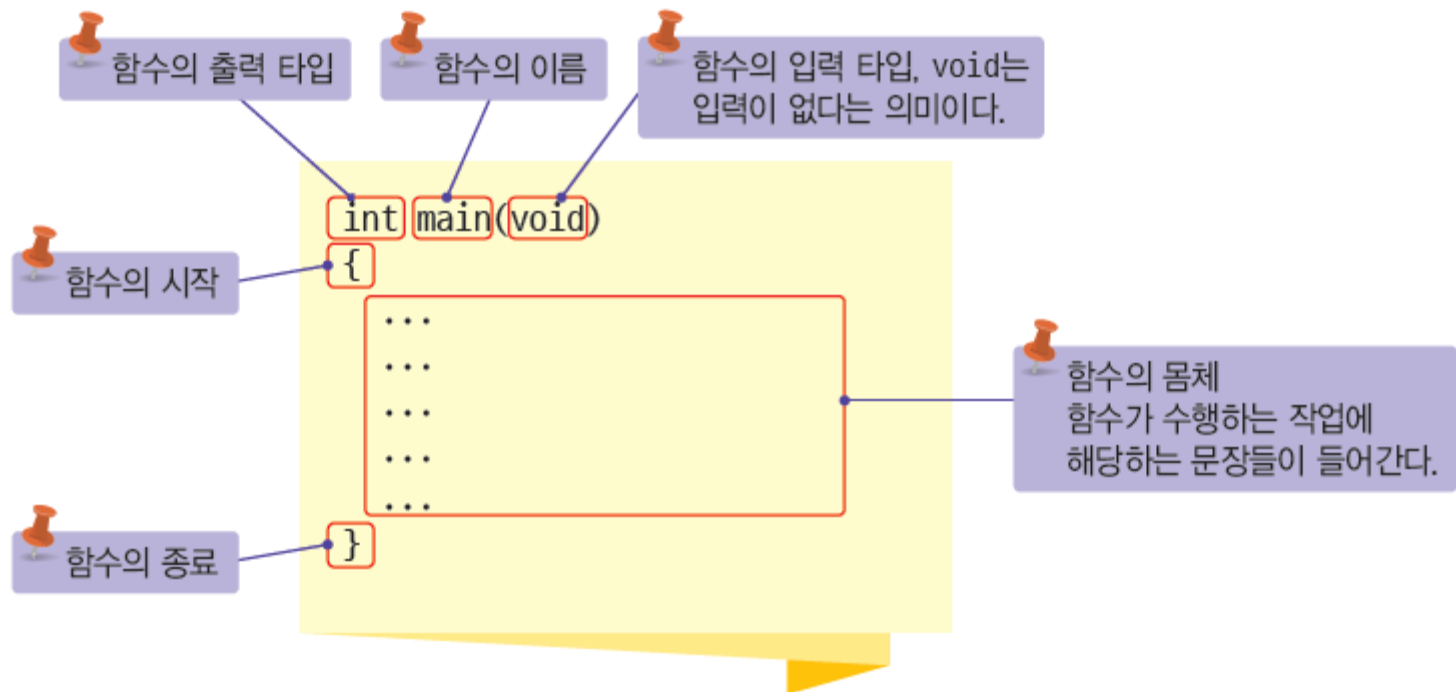 함수의 출력 타입
함수의 이름
함수의 입력 타입, void는
입력이 없다는 의미이다.
int main(void)
{
함수의 시작
...
...
...
...
...
함수의 몸체
함수가 수행하는 작업에
해당하는 문장들이 들어간다.
}
함수의 종료